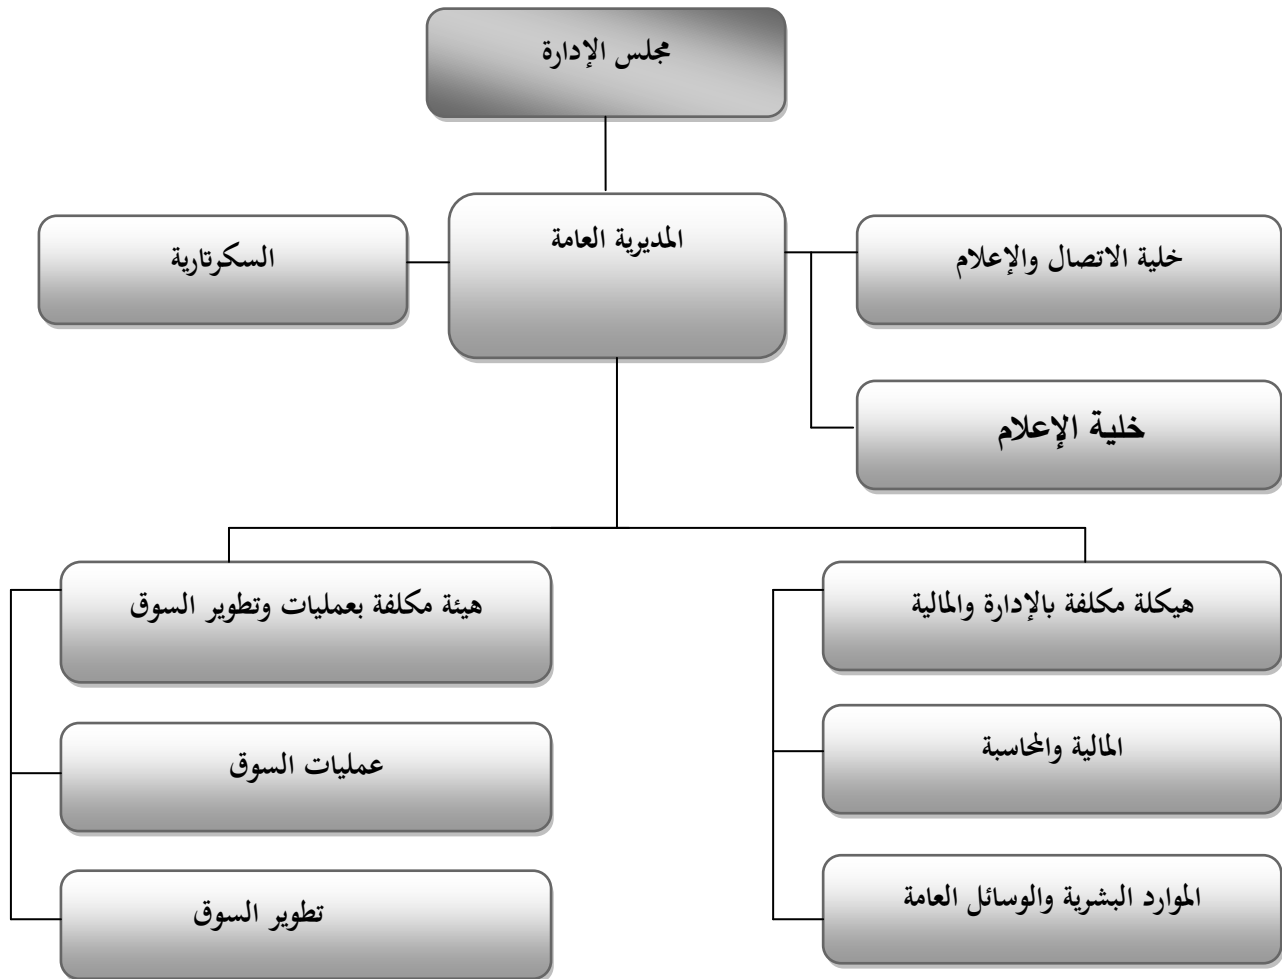 مجلس الإدارة
المديرية العامة
خلية الاتصال والإعلام
السكرتارية
خلية الإعلام
هيكلة مكلفة بالإدارة والمالية
هيئة مكلفة بعمليات وتطوير السوق
المالية والمحاسبة
عمليات السوق
الموارد البشرية والوسائل العامة
تطوير السوق